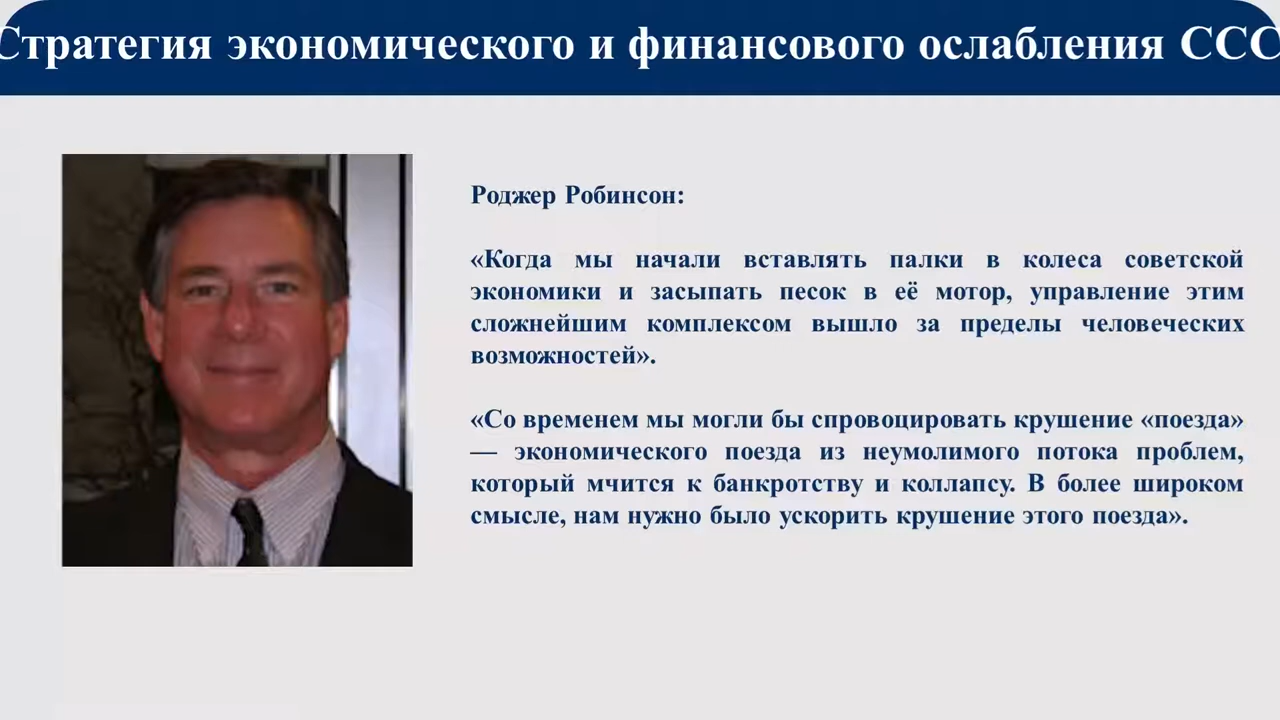 Стратегия экономического и финансового ослабления ССС
Роджер Робинсон:
«Когда мы начали вставлять палки в колеса советской
экономики и засыпать песок в её мотор, управление этим
сложнейшим комплексом вышло за пределы человеческих
возможностей».
«Со временем мы могли бы спровоцировать крушение «поезда»
— экономического поезда из неумолимого потока проблем,
который мчится к банкротству и коллапсу. В более широком
смысле, нам нужно было ускорить крушение этого поезда».